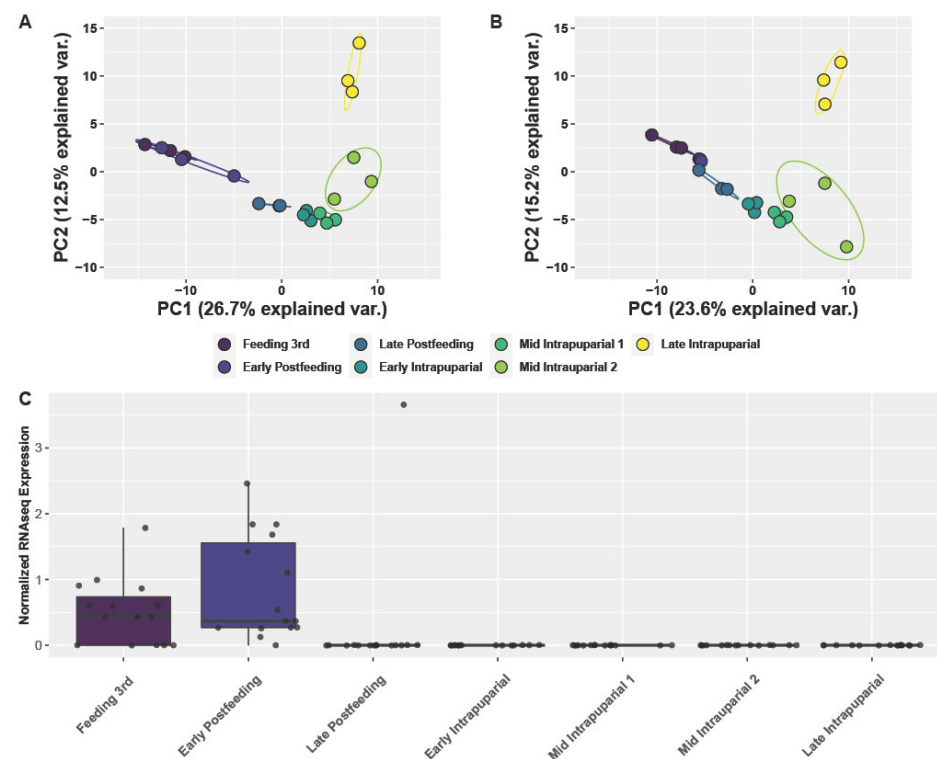 A
B
15
10
5
0
−5
−10
PC2 (12.5% explained var.)
−10
0
10
PC1 (26.7% explained var.)
15
10
5
0
−5
−10
PC2 (15.2% explained var.)
−10
0
10
PC1 (23.6% explained var.)
Feeding 3rd
Late Postfeeding
Mid Intrapuparial 1
Late Intrapuparial
Early Postfeeding
Early Intrapuparial
Mid Intrauparial 2
C
3
2
1
0
Normalized RNAseq Expression
Feeding 3rd
Early Postfeeding
Late Postfeeding
Early Intrapuparial
Mid Intrapuparial 1
Mid Intrauparial 2
Late Intrapuparial